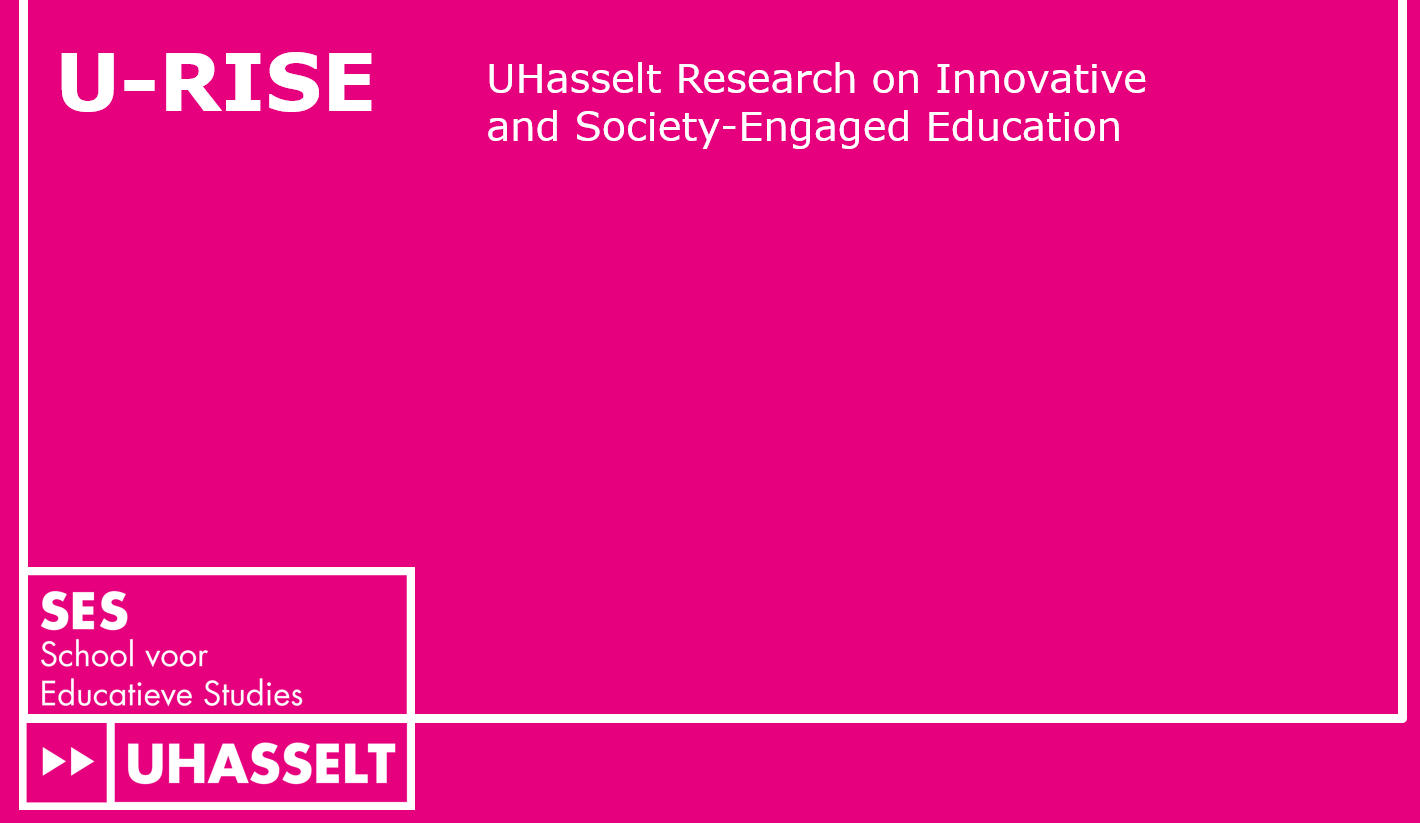 U-RISE
UHasselt Research on Innovative
and Society-Engaged Education
SES
School voor
Educatieve Studies
UHASSELT